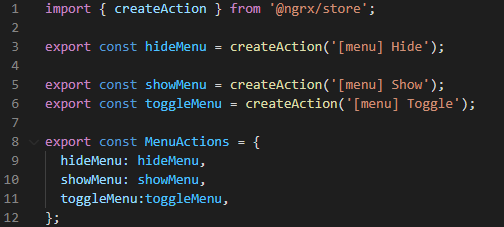 1 import { createAction } from '@ngrx/store';
2
3 export const hideMenu = createAction('[menu] Hide');
4
5 export const showMenu = createAction('[menu] Show');
6 export const toggleMenu = createAction('[menu] Toggle');
7
8 export const MenuActions = {
9 hideMenu: hideMenu,
10 showMenu: showMenu,
11 toggleMenu:toggleMenu,
12 };